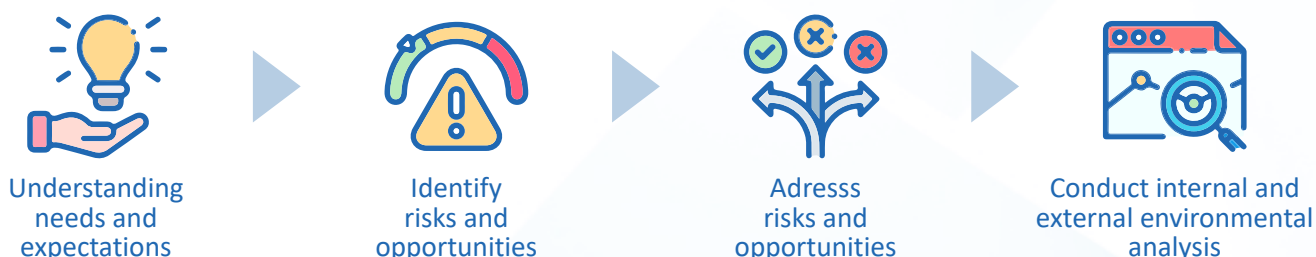 Understanding
needs and
expectations
Identify
risks and
opportunities
Adresss
risks and
opportunities
Conduct internal and
external environmental
analysis